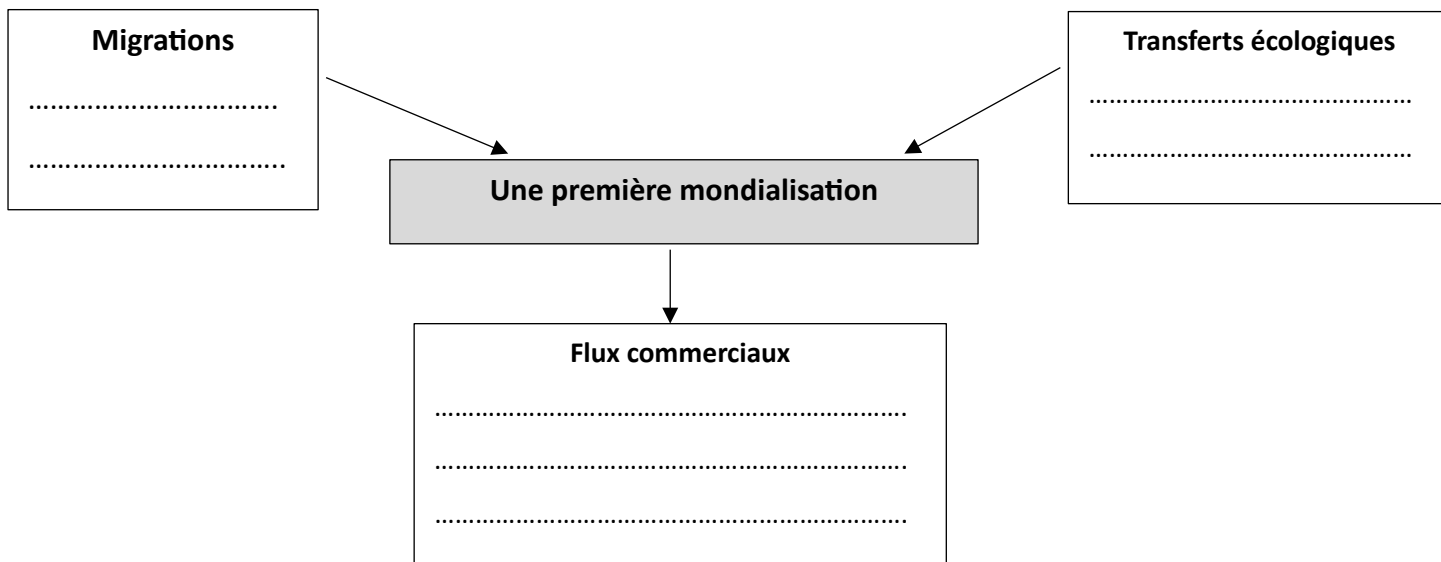 Migrations
……………………………….
………………………………..
Transferts écologiques
………………………………………………
………………………………………………
Une première mondialisation
Flux commerciaux
………………………………………………………….
………………………………………………………….
………………………………………………………….